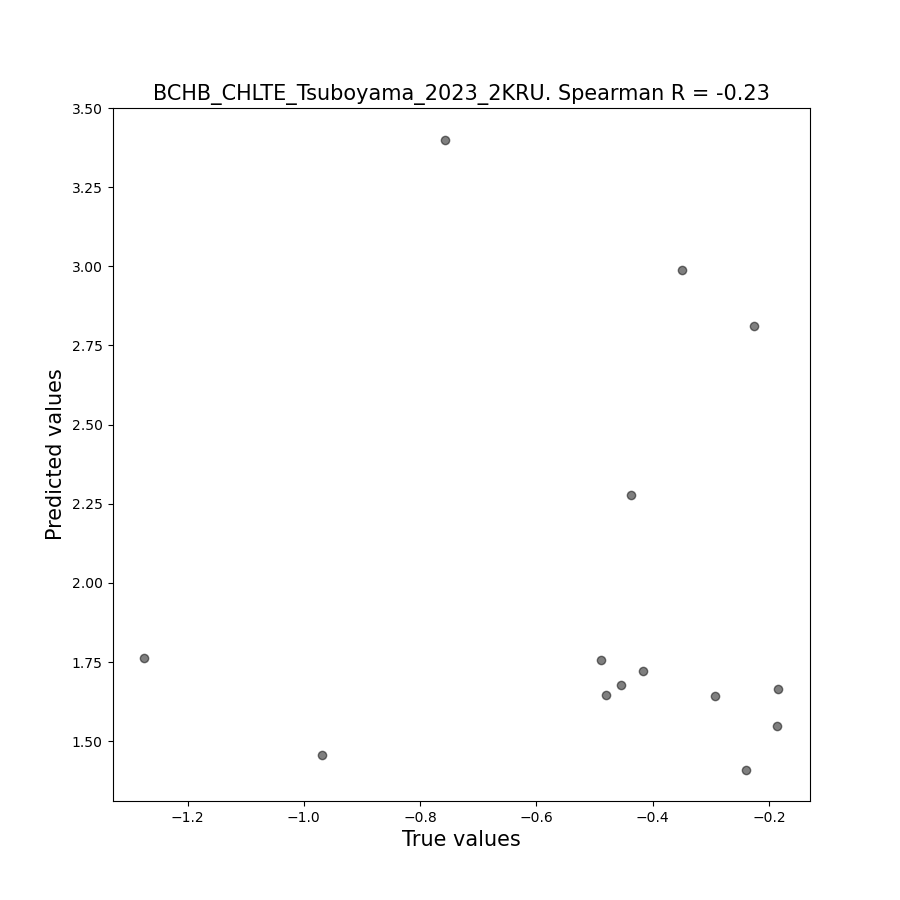 BCHB_CHLTE_Tsuboyama_2023_2KRU. Spearman R = -0.23
3.50
3.25
3.00
2.75
2.50
2.25
2.00
1.75
1.50
Predicted values
−1.2 −1.0 −0.8 −0.6 −0.4 −0.2
True values